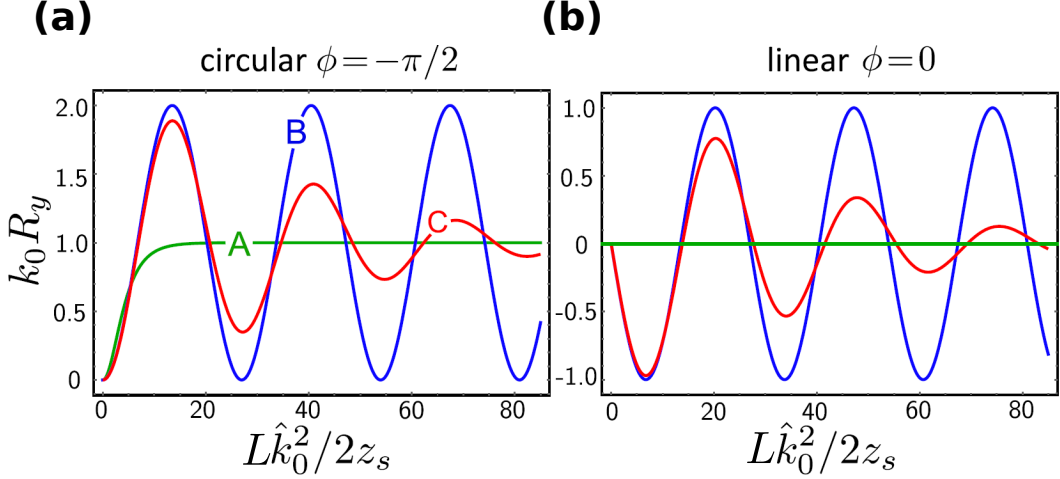 (a)
circular ϕ=−π/2
k₀R_y
2.0
1.5
1.0
0.5
0
B
A
C
0 20 40 60 80
Lk̂₀²/2z_s
(b)
linear ϕ=0
1.0
0.5
0
-0.5
-1.0
0 20 40 60 80
Lk̂₀²/2z_s